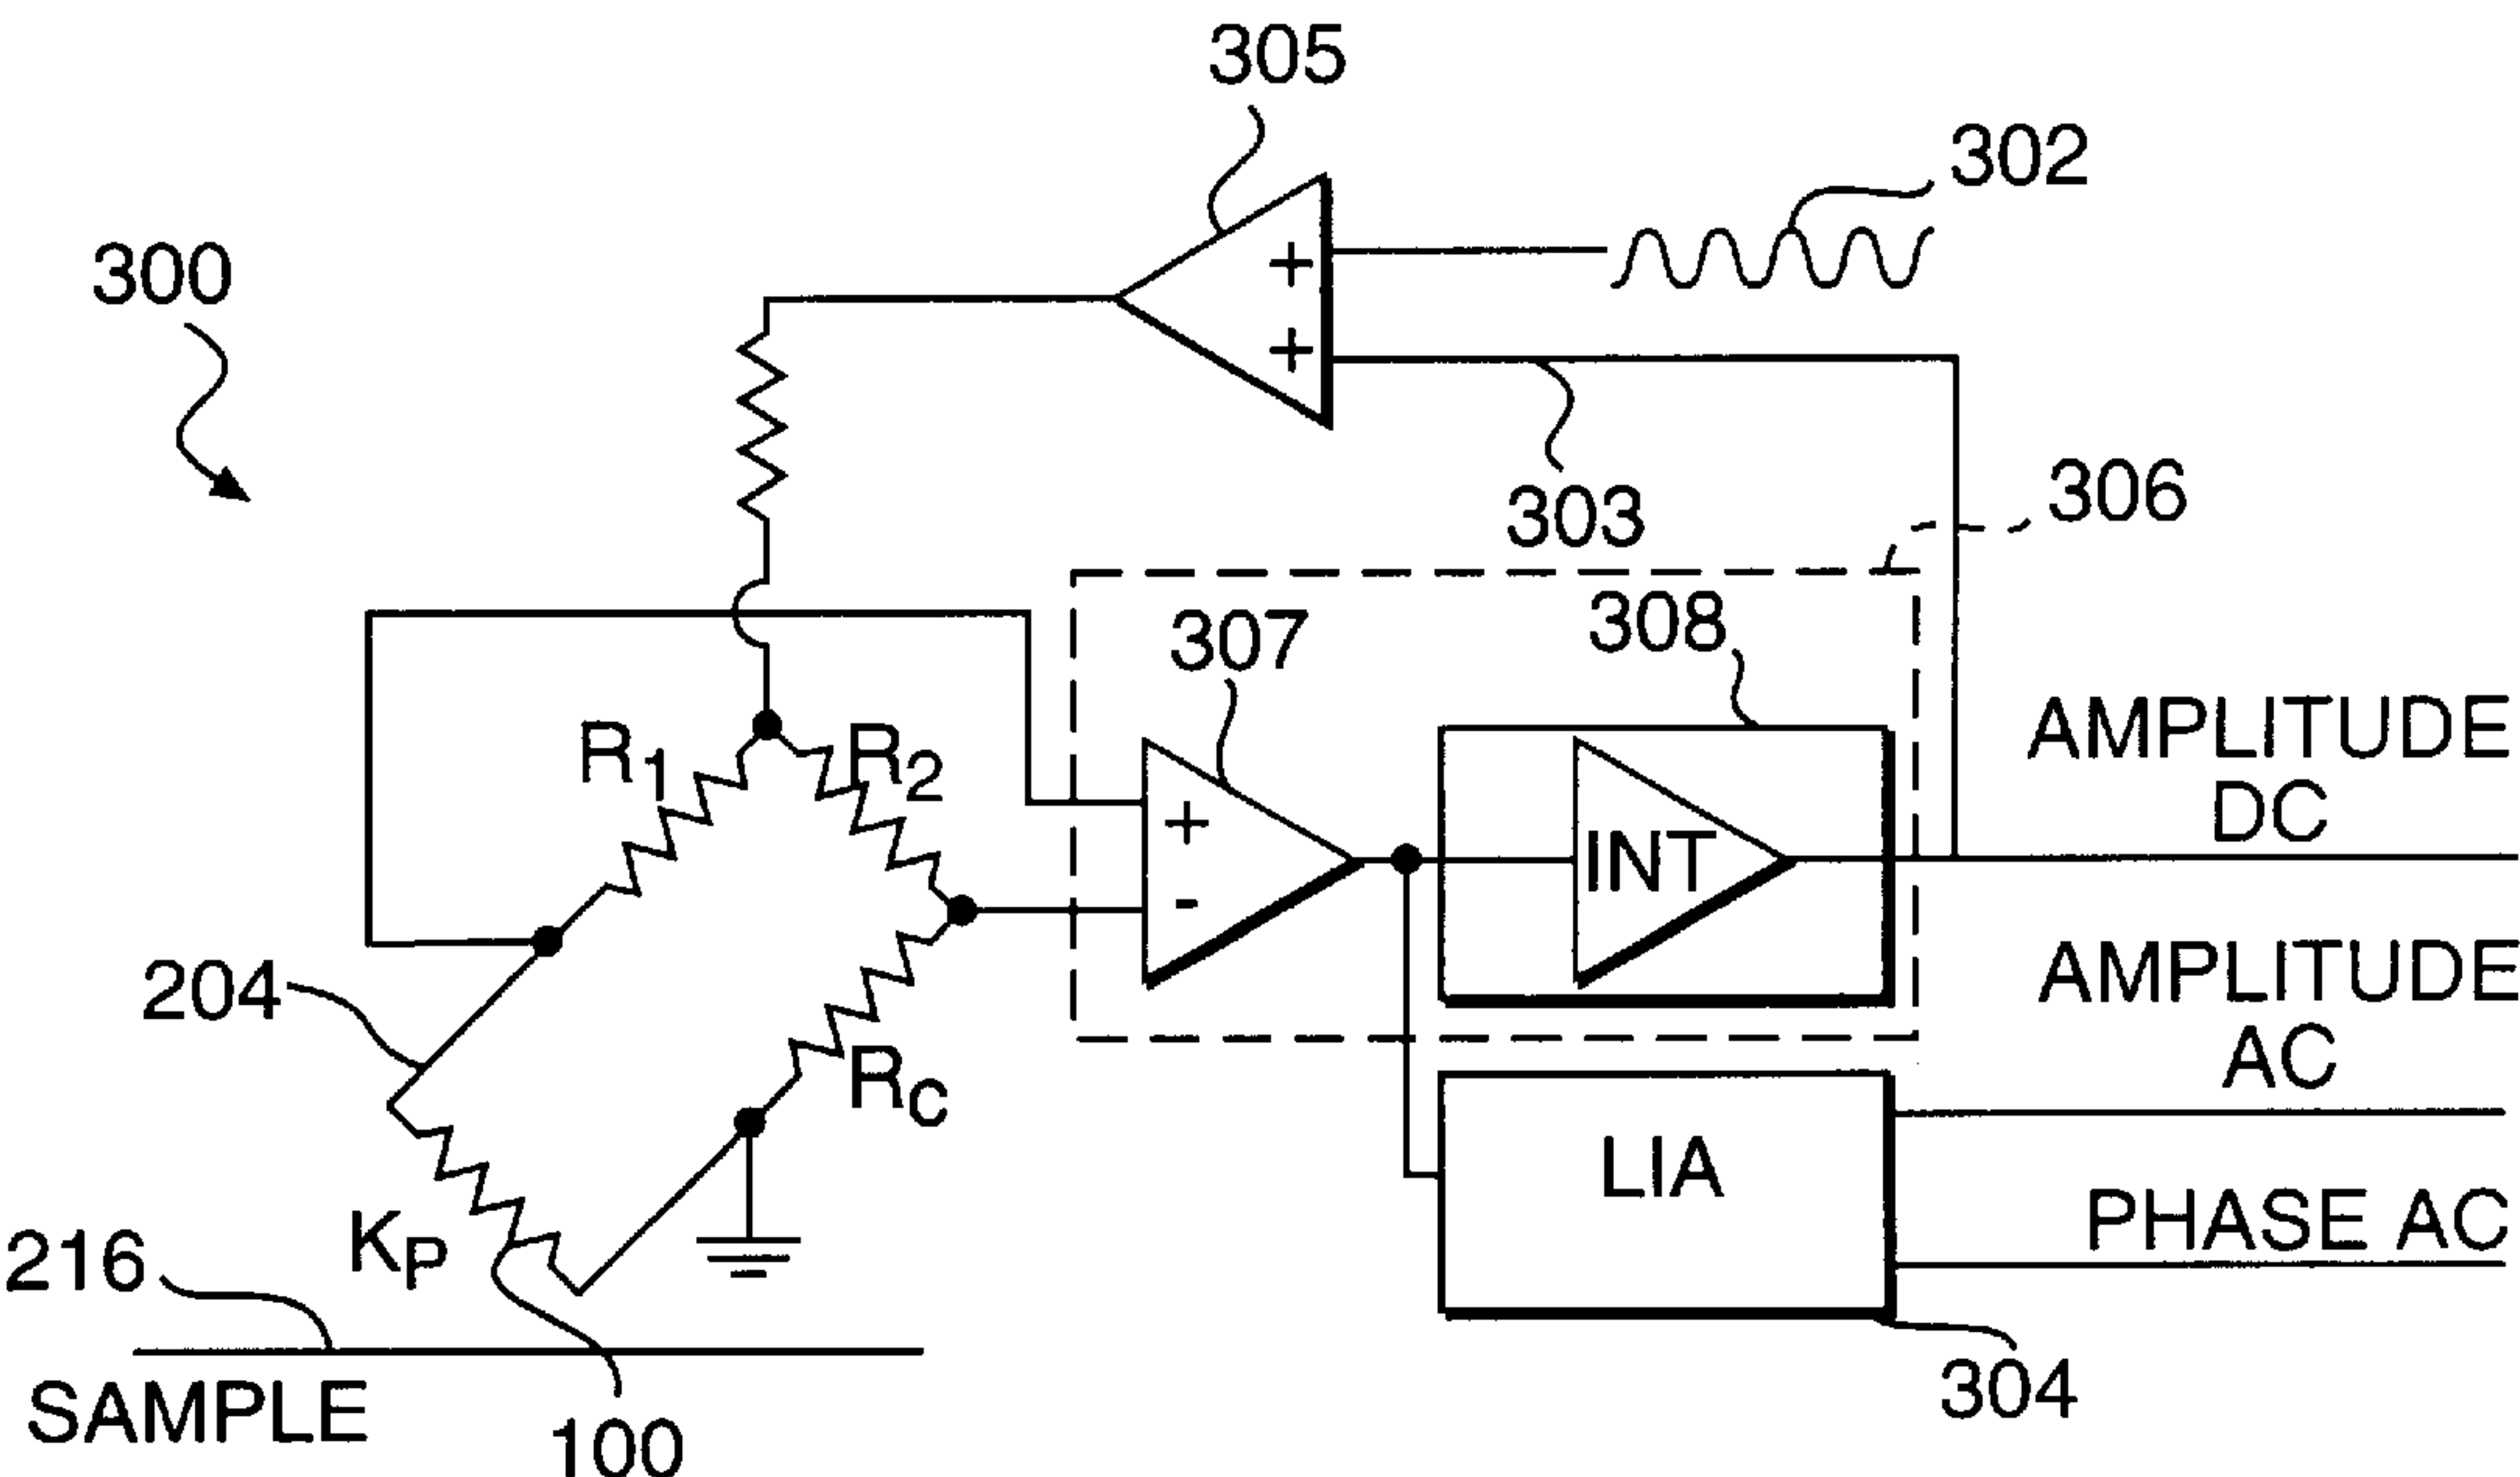 305
302
300
+
+
303
306
307
308
R1
R2
+
-
INT
AMPLITUDE
DC
AMPLITUDE
AC
204
RC
LIA
PHASE AC
KP
216
SAMPLE
100
304